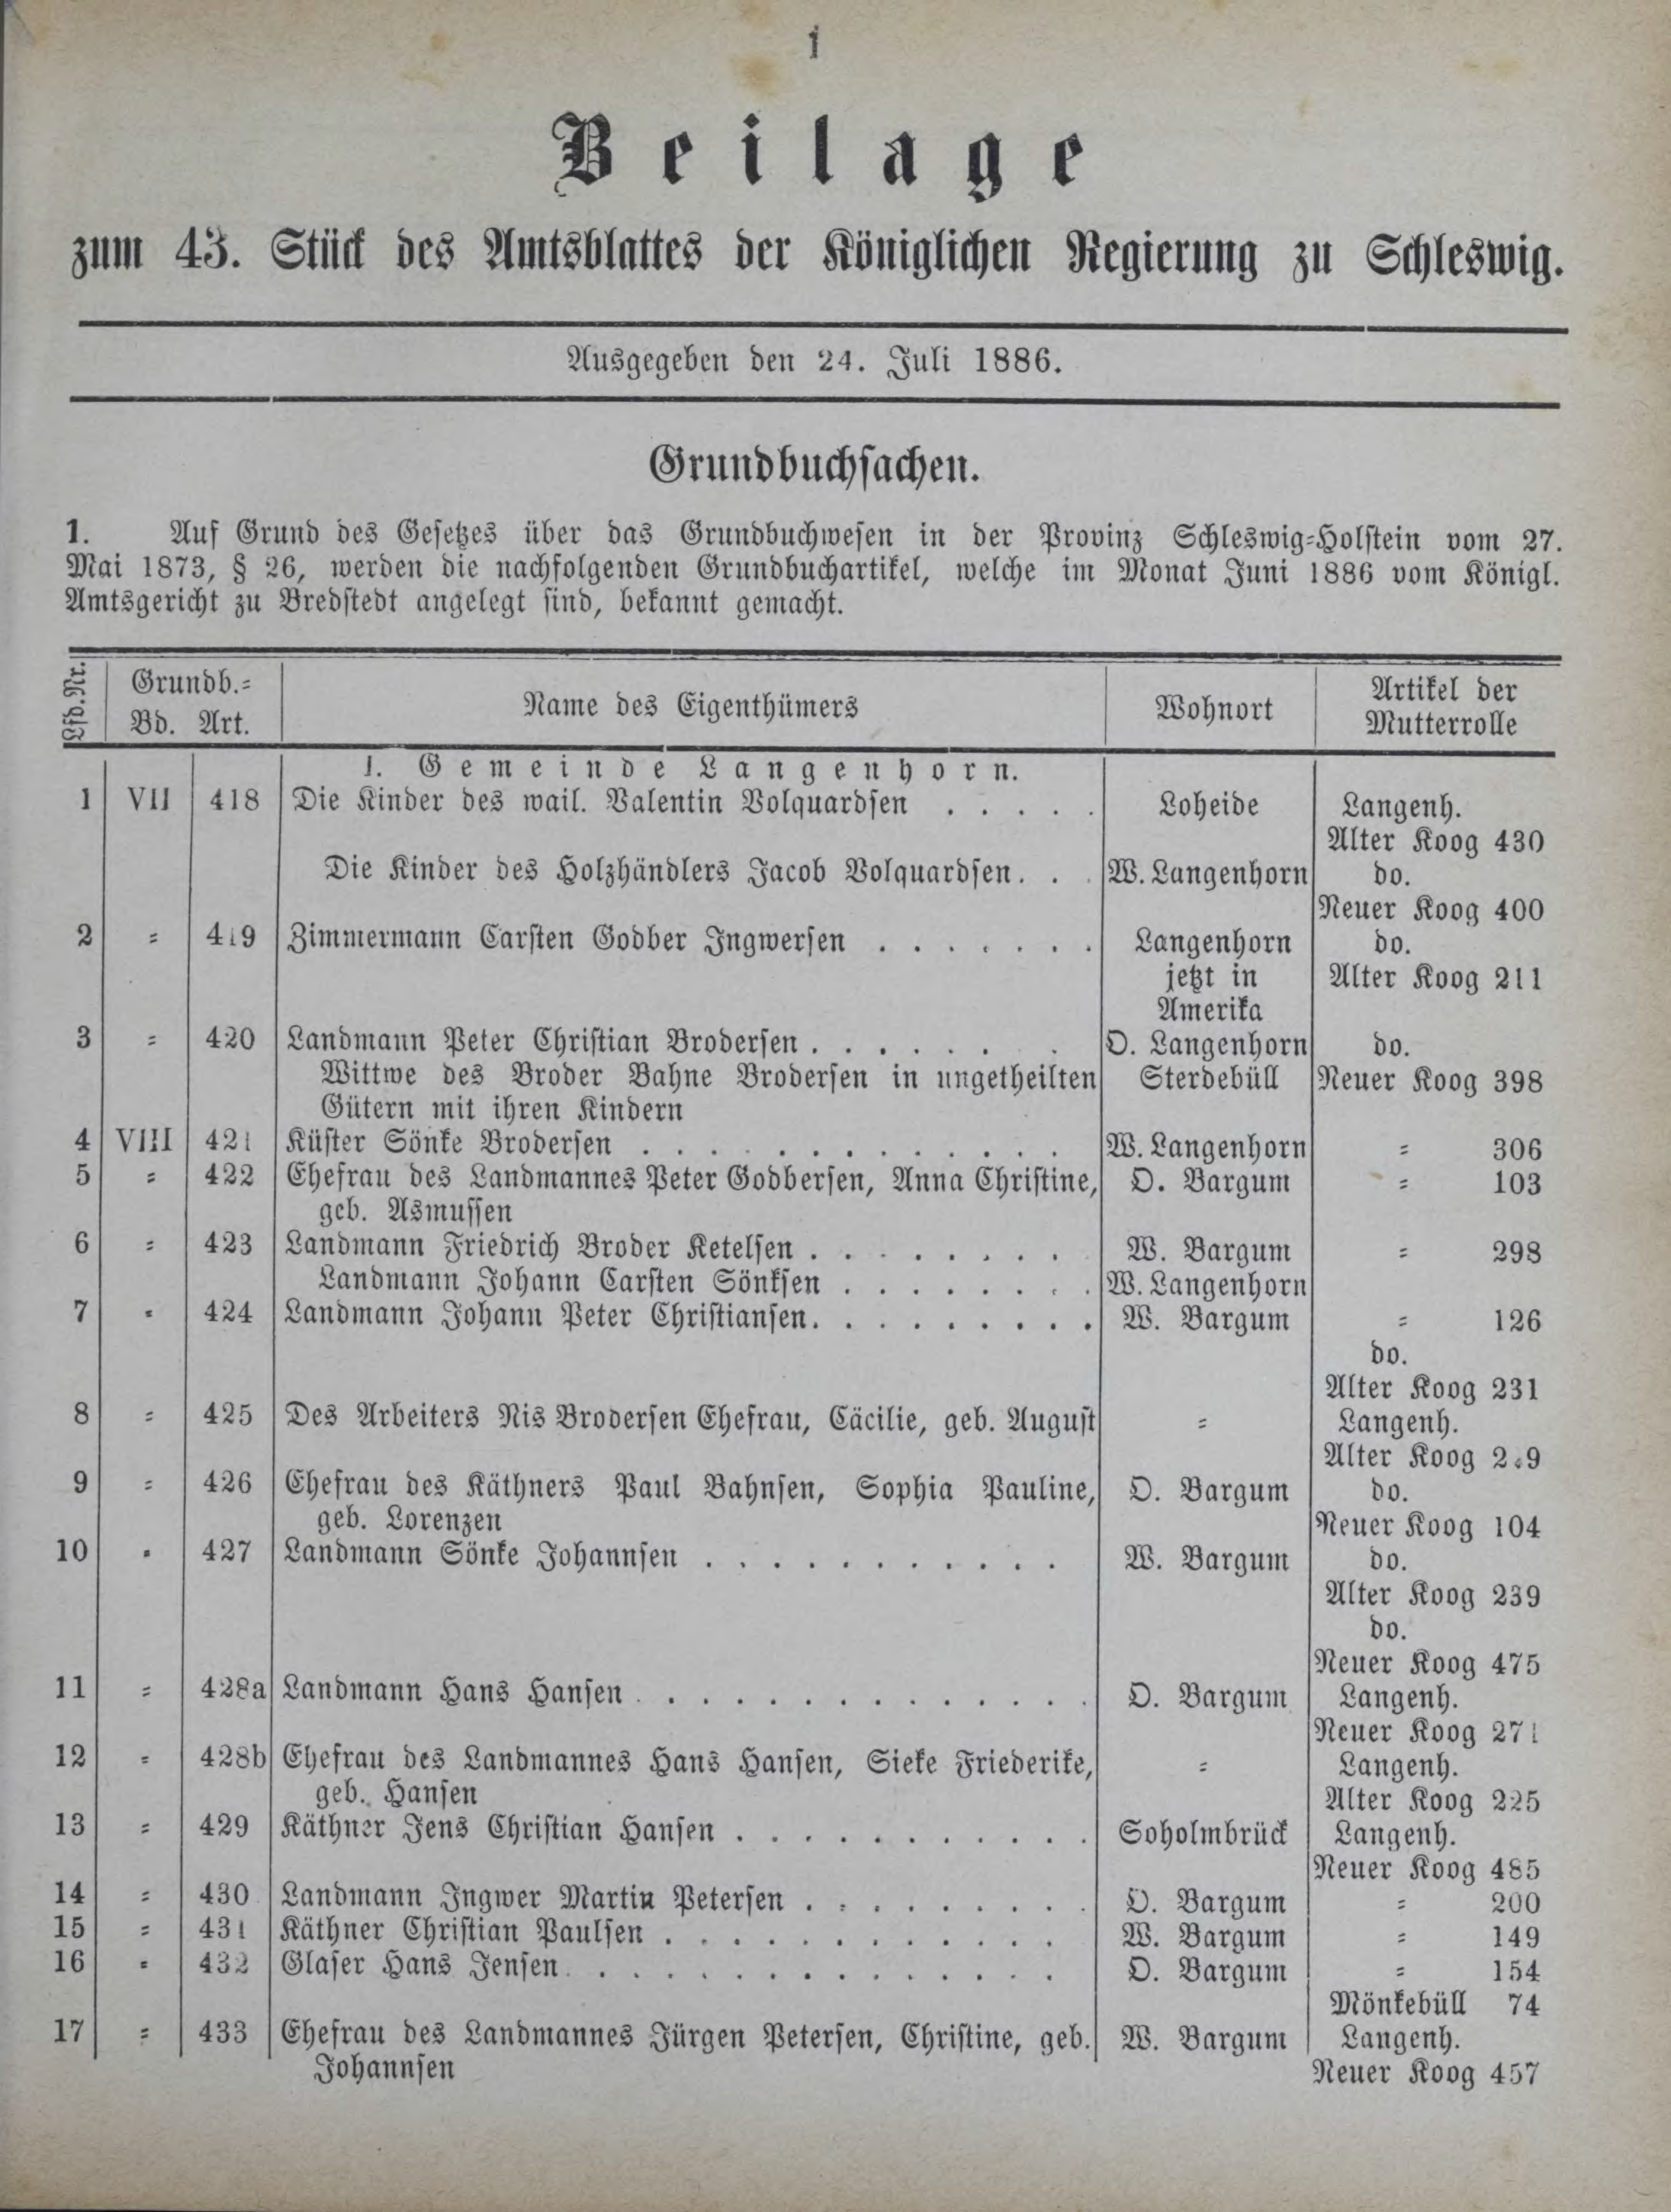 1
Beilage
zum 43. Stück des Amtsblattes der Königlichen Regierung zu Schleswig.
Ausgegeben den 24. Juli 1886.
Grundbuchsachen.
1. Auf Grund des Gesetzes über das Grundbuchwesen in der Provinz Schleswig-Holstein vom 27.
Mai 1873, § 26, werden die nachfolgenden Grundbuchartikel, welche im Monat Juni 1886 vom Königl.
Amtsgericht zu Bredstedt angelegt sind, bekannt gemacht.
Lfd. Nr. Grundb.= Bd. Art. Name des Eigenthümers Wohnort Artikel der Mutterrolle
1. Gemeinde Langenhorn.
1 VII 418 Die Kinder des wail. Valentin Volquardsen . . . . . Loheide Langenh.
Alter Koog 430
Die Kinder des Holzhändlers Jacob Volquardsen. . . W. Langenhorn do.
Neuer Koog 400
2 = 419 Zimmermann Carsten Godber Ingwersen . . . . . . . Langenhorn do.
jetzt in Alter Koog 211
Amerika
3 = 420 Landmann Peter Christian Brodersen . . . . . . . O. Langenhorn do.
Wittwe des Broder Bahne Brodersen in ungetheilten Sterdebüll Neuer Koog 398
Gütern mit ihren Kindern
4 VIII 421 Küster Sönke Brodersen . . . . . . . . . . . . . W. Langenhorn = 306
5 = 422 Ehefrau des Landmannes Peter Godbersen, Anna Christine, O. Bargum = 103
geb. Asmussen
6 = 423 Landmann Friedrich Broder Ketelsen . . . . . . . . W. Bargum = 298
Landmann Johann Carsten Sönksen . . . . . . . . W. Langenhorn
7 = 424 Landmann Johann Peter Christiansen. . . . . . . . . W. Bargum = 126
do.
Alter Koog 231
8 = 425 Des Arbeiters Nis Brodersen Ehefrau, Cäcilie, geb. August = Langenh.
Alter Koog
9 = 426 Ehefrau des Käthners Paul Bahnsen, Sophia Pauline, O. Bargum do.
geb. Lorenzen Neuer Koog 104
10 = 427 Landmann Sönke Johannsen . . . . . . . . . . . W. Bargum do.
Alter Koog 239
do.
Neuer Koog 475
11 = 428a Landmann Hans Hansen . . . . . . . . . . . . . . O. Bargum Langenh.
Neuer Koog 271
12 = 428b Ehefrau des Landmannes Hans Hansen, Sieke Friederike, = Langenh.
geb. Hansen Alter Koog 225
13 = 429 Käthner Jens Christian Hansen . . . . . . . . . . . Soholmbrück Langenh.
Neuer Koog 485
14 = 430 Landmann Ingwer Martin Petersen . . . . . . . . . O. Bargum = 200
15 = 431 Käthner Christian Paulsen . . . . . . . . . . . . W. Bargum = 149
16 = 432 Glaser Hans Jensen . . . . . . . . . . . . . . . O. Bargum = 154
Mönkebüll 74
17 = 433 Ehefrau des Landmannes Jürgen Petersen, Christine, geb. W. Bargum Langenh.
Johannsen Neuer Koog 457